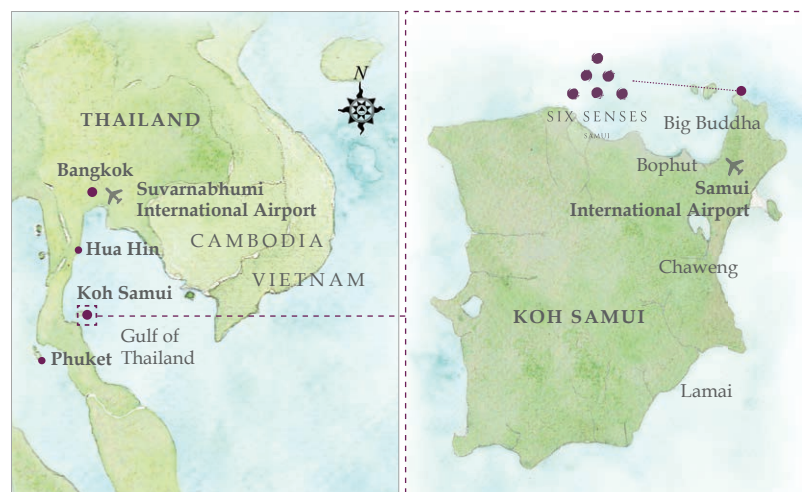 N
THAILAND
Bangkok
Suvarnabhumi
International Airport
CAMBODIA
Hua Hin
VIETNAM
Koh Samui
Gulf of
Thailand
Phuket
SIX SENSES
SAMUI
Big Buddha
Bophut
Samui
International Airport
Chaweng
KOH SAMUI
Lamai